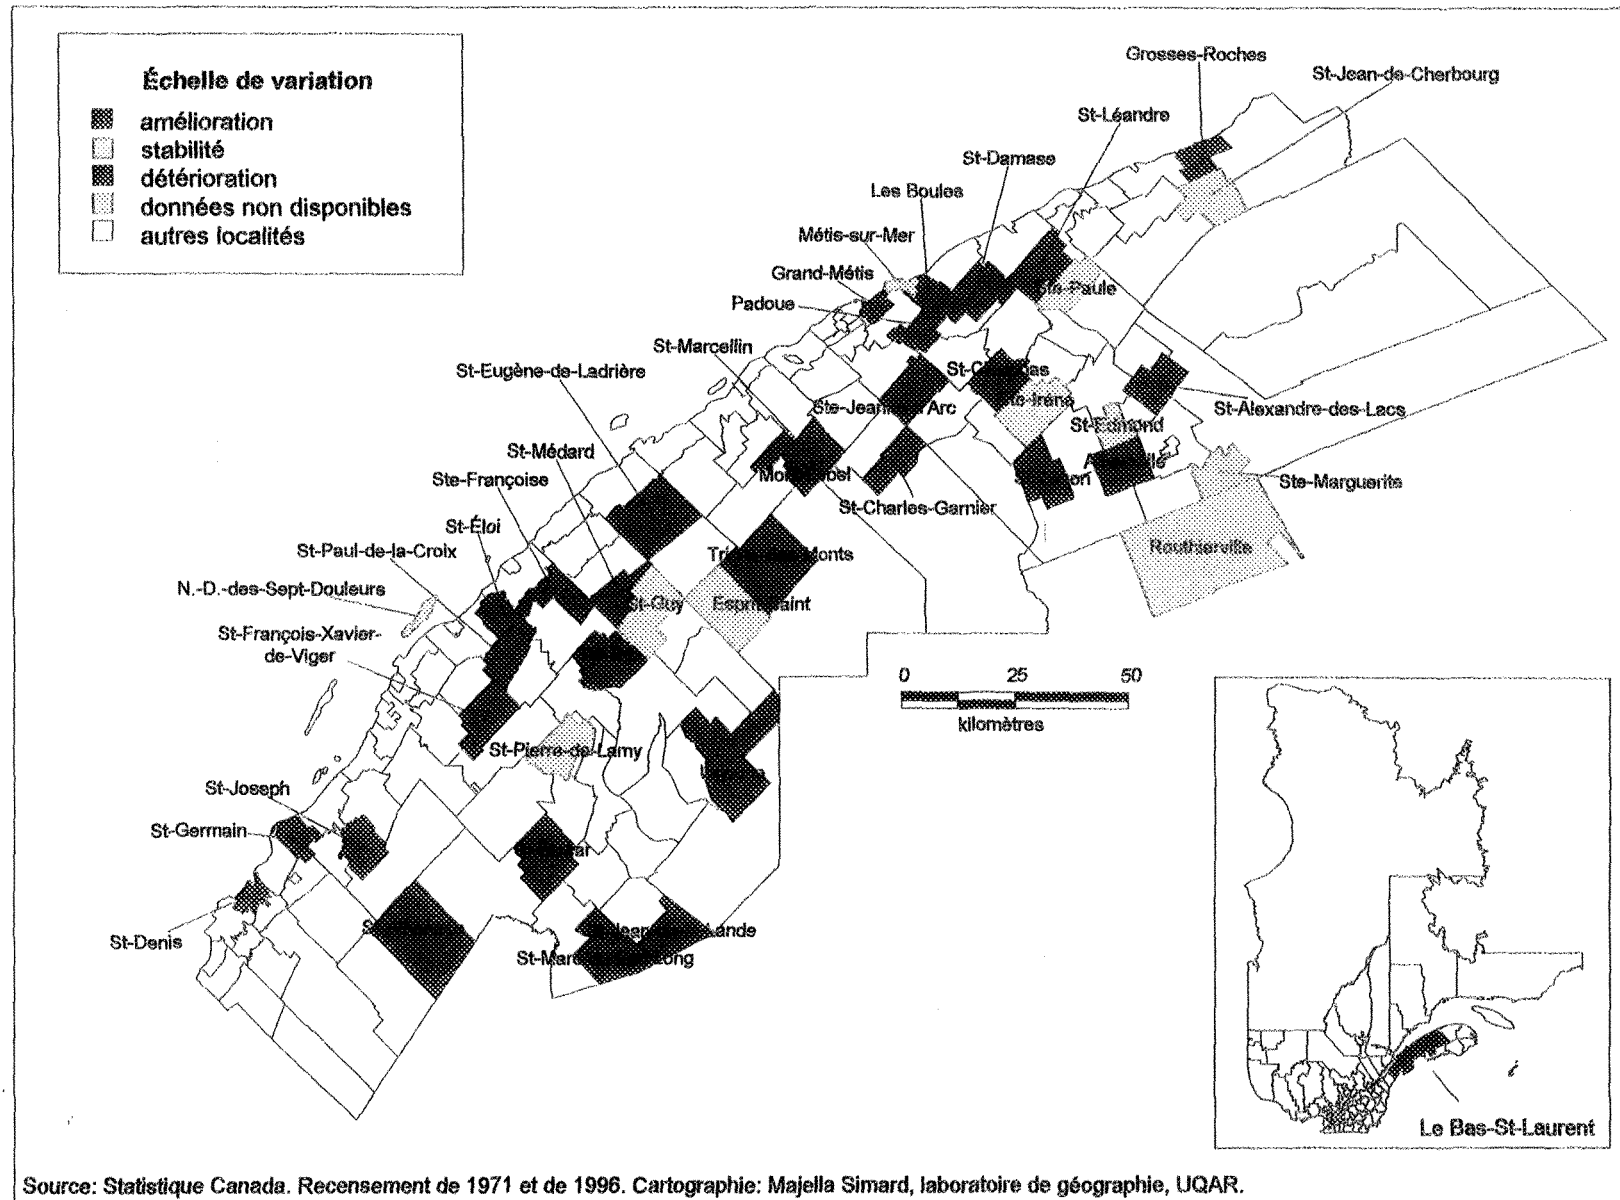 Échelle de variation
amélioration
stabilité
détérioration
données non disponibles
autres localités
Grosses-Roches
St-Jean-de-Cherbourg
St-Léandre
St-Damase
Les Boules
Métis-sur-Mer
Grand-Métis
Padoue
Ste-Paule
St-Marcellin
St-Eugène-de-Ladrière
Ste-Irène
St-Alexandre-des-Lacs
St-Edmond
St-Médard
Ste-Françoise
St-Charles-Garnier
Ste-Marguerite
St-Éloi
St-Paul-de-la-Croix
Routhierville
N.-D.-des-Sept-Douleurs
St-Guy
St-François-Xavier-
de-Viger
0 25 50
kilomètres
St-Pierre-de-Lamy
St-Joseph
St-Germain
St-Denis
Le Bas-St-Laurent
Source: Statistique Canada. Recensement de 1971 et de 1996. Cartographie: Majella Simard, laboratoire de géographie, UQAR.